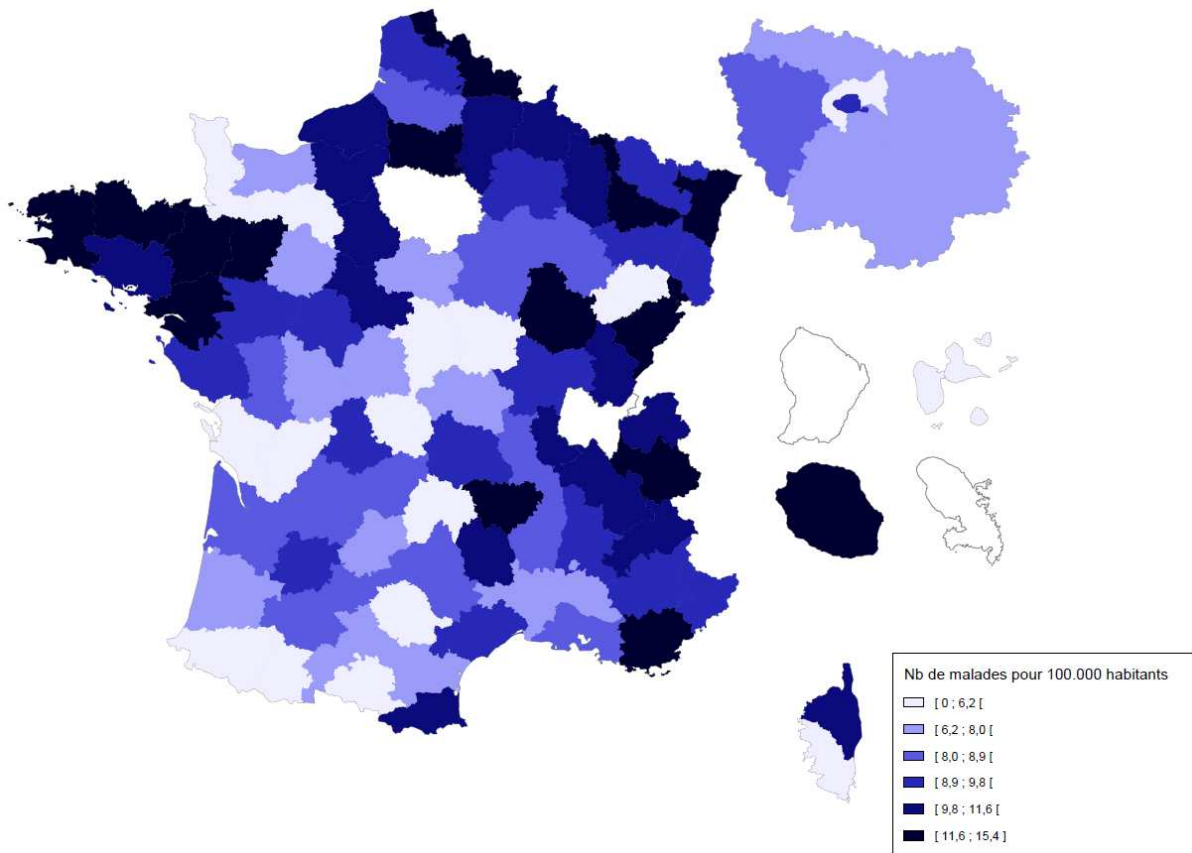 Nb de malades pour 100.000 habitants
[ 0 ; 6,2 [
[ 6,2 ; 8,0 [
[ 8,0 ; 8,9 [
[ 8,9 ; 9,8 [
[ 9,8 ; 11,6 [
[ 11,6 ; 15,4 ]